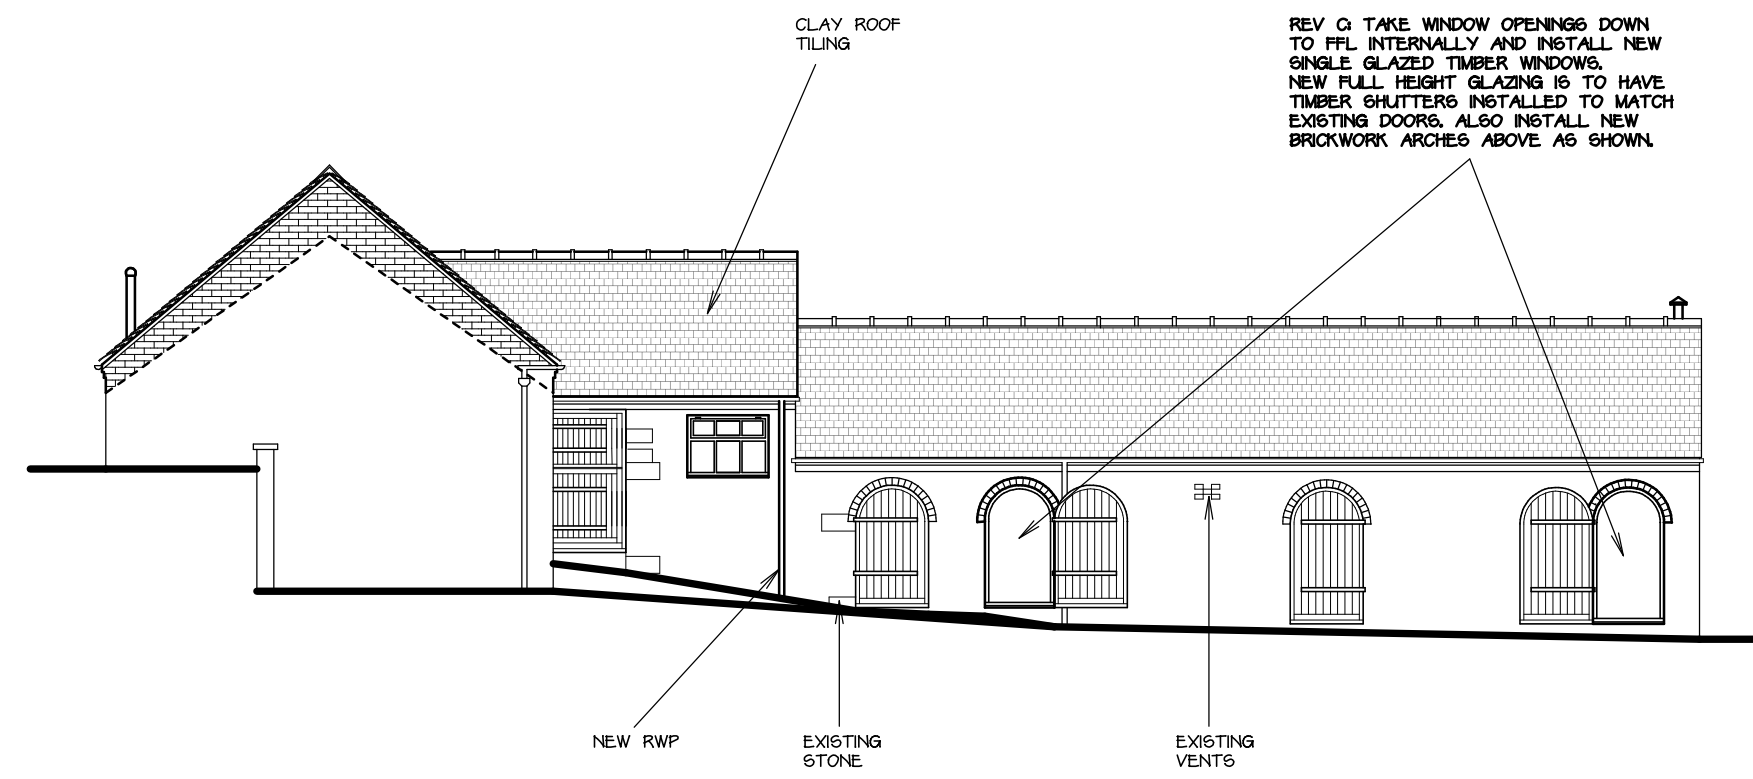 CLAY ROOF
TILING
REV C: TAKE WINDOW OPENINGS DOWN
TO FFL INTERNALLY AND INSTALL NEW
SINGLE GLAZED TIMBER WINDOWS.
NEW FULL HEIGHT GLAZING IS TO HAVE
TIMBER SHUTTERS INSTALLED TO MATCH
EXISTING DOORS. ALSO INSTALL NEW
BRICKWORK ARCHES ABOVE AS SHOWN.
NEW RWP
EXISTING
STONE
EXISTING
VENTS